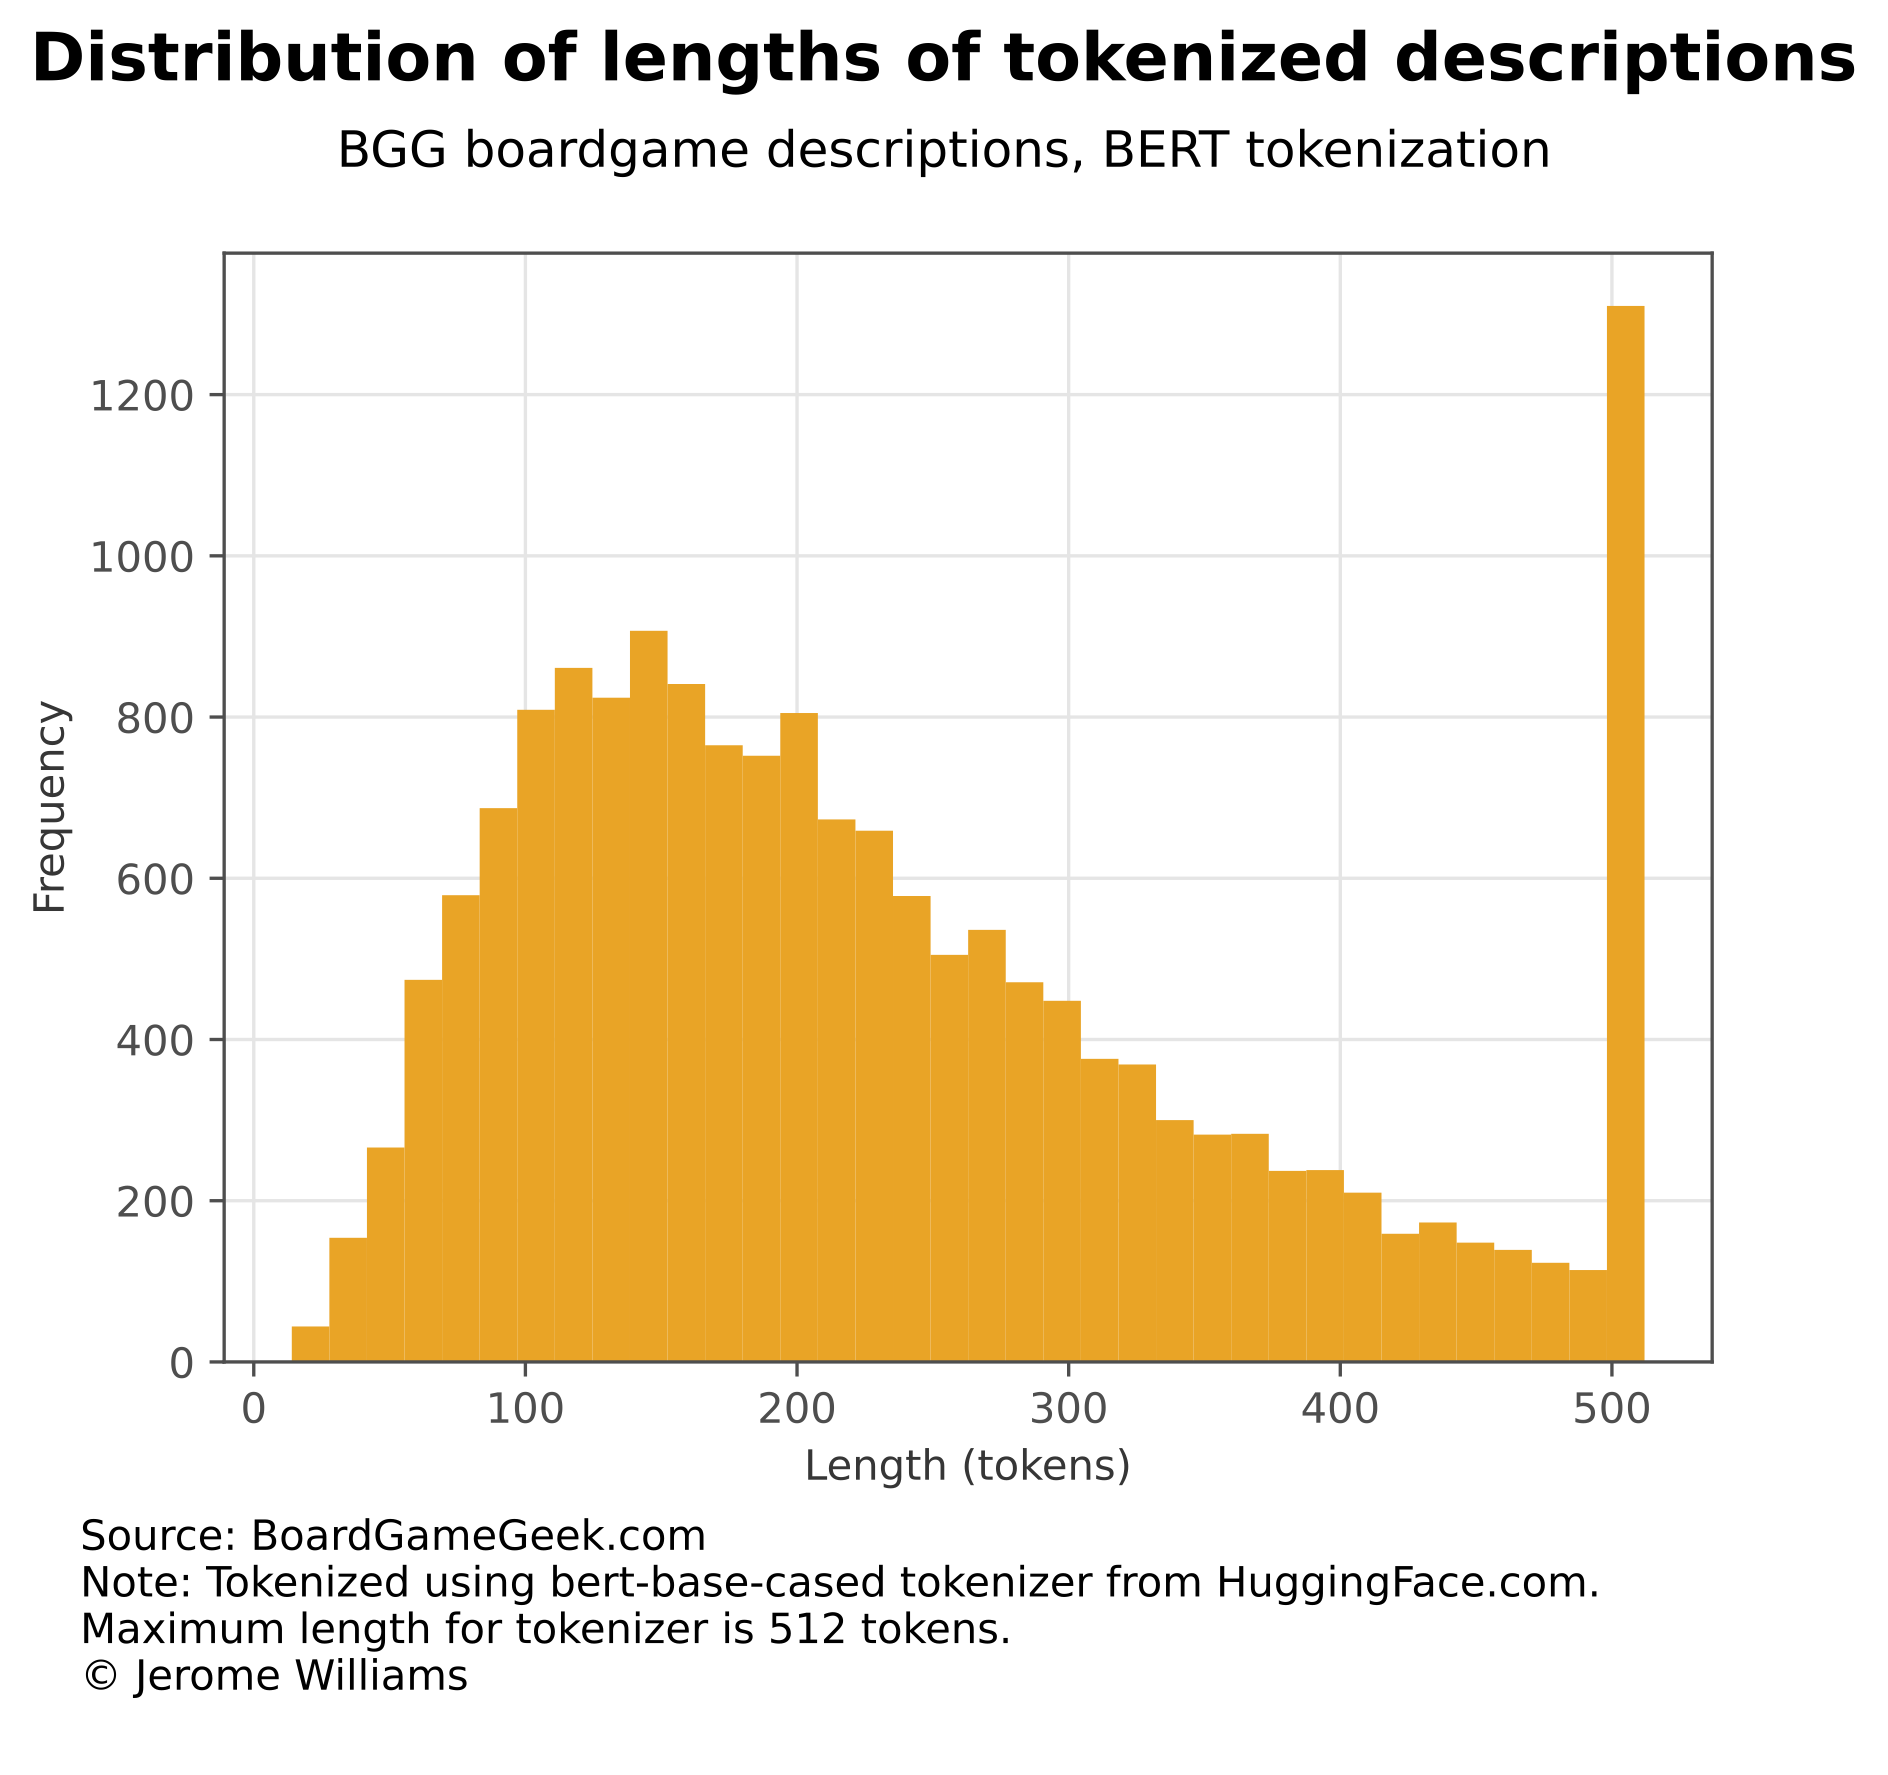 Distribution of lengths of tokenized descriptions
BGG boardgame descriptions, BERT tokenization
1200
1000
800
600
400
200
0
Frequency
0 100 200 300 400 500
Length (tokens)
Source: BoardGameGeek.com
Note: Tokenized using bert-base-cased tokenizer from HuggingFace.com.
Maximum length for tokenizer is 512 tokens.
© Jerome Williams